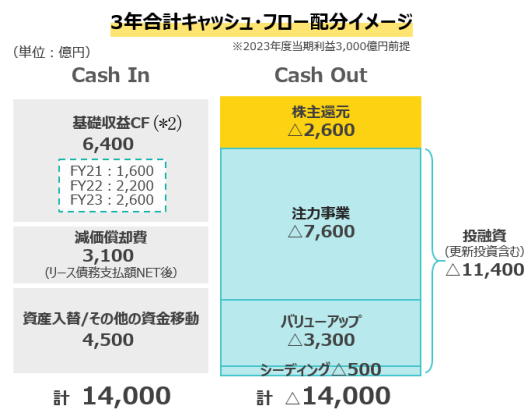 3年合計キャッシュ・フロー配分イメージ
※2023年度当期利益3,000億円前提
(単位：億円)
Cash In
Cash Out
基礎収益CF(*2)
6,400
FY21：1,600
FY22：2,200
FY23：2,600
減価償却費
3,100
(リース債務支払額NET後)
資産入替/その他の資金移動
4,500
計 14,000
株主還元
△2,600
注力事業
△7,600
バリューアップ
△3,300
シーディング△500
計 △14,000
投融資
(更新投資含む)
△11,400